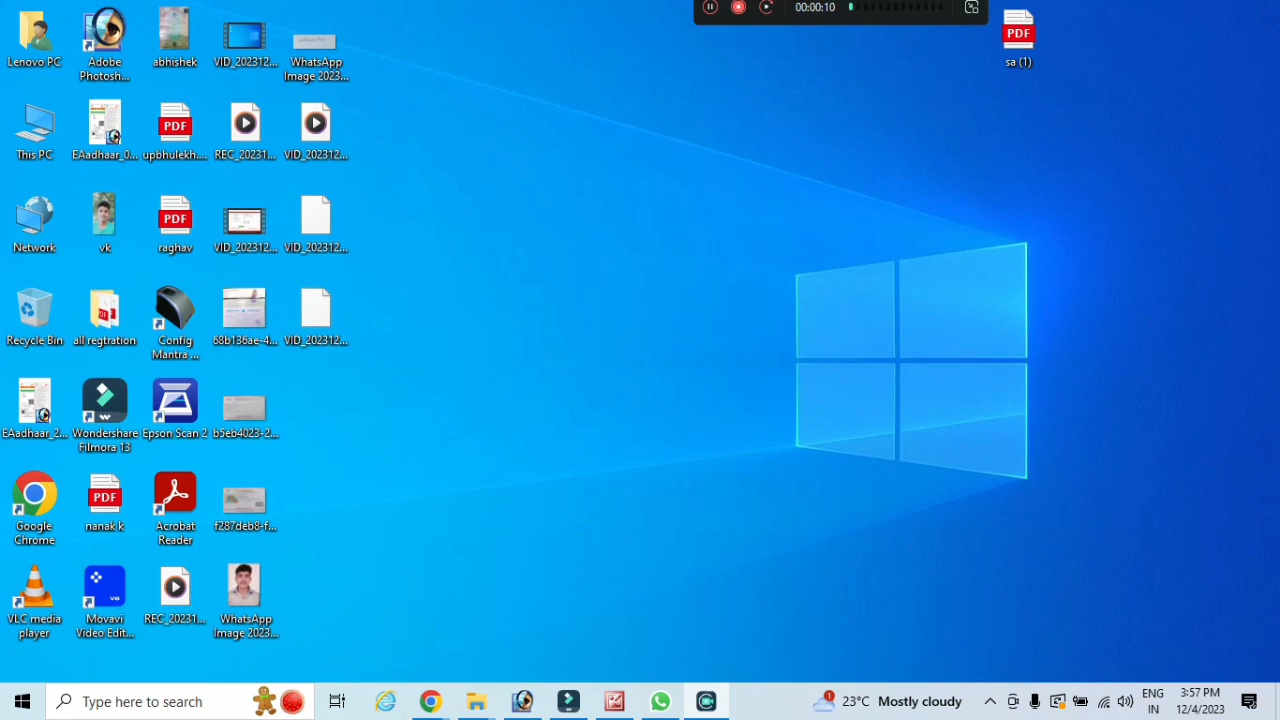 00:00:10
Lenovo PC
Adobe
Photosh...
abhishek
VID_202312...
WhatsApp
Image 2023...
PDF
sa (1)
This PC
EAadhaar_0...
PDF
upbhulekh....
REC_20231...
VID_202312...
Network
vk
PDF
raghav
VID_202312...
VID_202312...
Recycle Bin
all regtration
Config
Mantra ...
68b136ae-4...
VID_202312...
EAadhaar_2...
Wondershare
Filmora 13
Epson Scan 2
b5eb4023-2...
Google
Chrome
PDF
nanak k
Acrobat
Reader
f287deb8-f...
VLC media
player
Movavi
Video Edit...
REC_20231...
WhatsApp
Image 2023...
Type here to search
1
23°C Mostly cloudy
ENG
IN
3:57 PM
12/4/2023